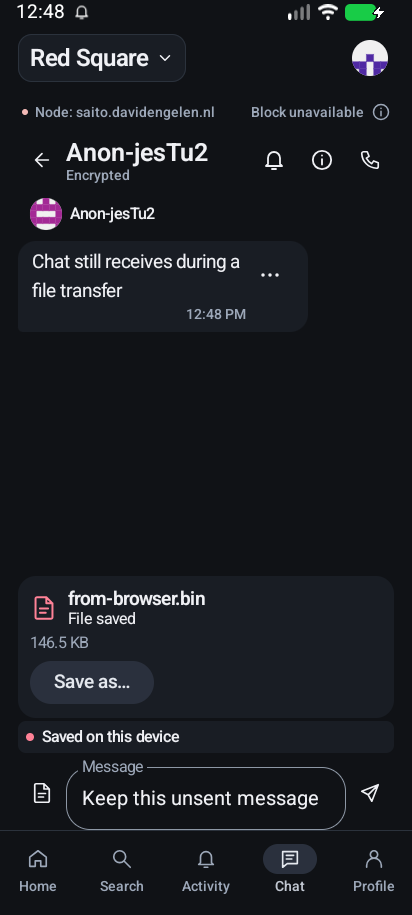 12:48
Red Square
Node: saito.davidengelen.nl Block unavailable
Anon-jesTu2
Encrypted
Anon-jesTu2
Chat still receives during a
file transfer
12:48 PM
from-browser.bin
File saved
146.5 KB
Save as...
Saved on this device
Message
Keep this unsent message
Home Search Activity Chat Profile